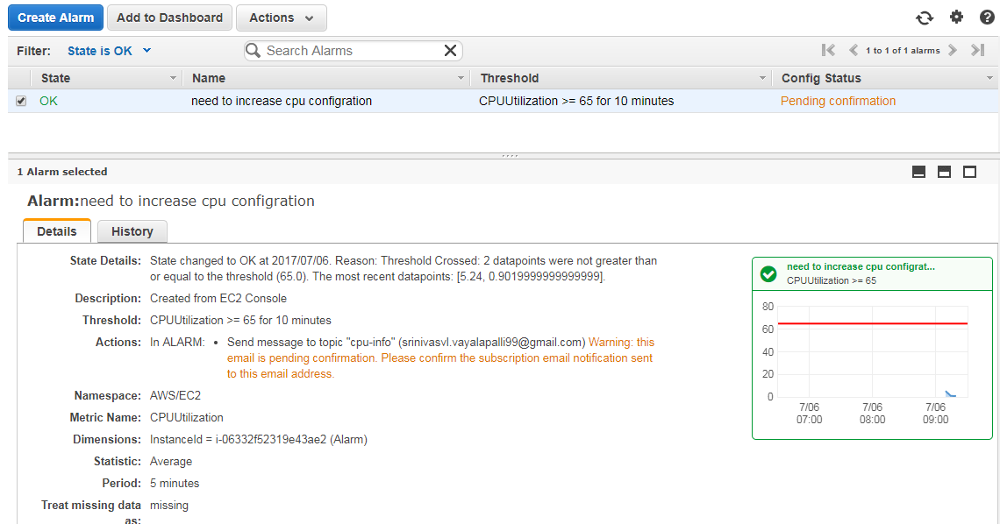 Create Alarm Add to Dashboard Actions
Filter: State is OK Search Alarms 1 to 1 of 1 alarms
State Name Threshold Config Status
OK need to increase cpu configration CPUUtilization >= 65 for 10 minutes Pending confirmation
1 Alarm selected
Alarm:need to increase cpu configration
Details History
State Details: State changed to OK at 2017/07/06. Reason: Threshold Crossed: 2 datapoints were not greater than
or equal to the threshold (65.0). The most recent datapoints: [5.24, 0.9019999999999999].
Description: Created from EC2 Console
Threshold: CPUUtilization >= 65 for 10 minutes
Actions: In ALARM: • Send message to topic "cpu-info" (srinivasvl.vayalapalli99@gmail.com) Warning: this
email is pending confirmation. Please confirm the subscription email notification sent
to this email address.
Namespace: AWS/EC2
Metric Name: CPUUtilization
Dimensions: InstanceId = i-06332f52319e43ae2 (Alarm)
Statistic: Average
Period: 5 minutes
Treat missing data missing
as:
need to increase cpu configrat...
CPUUtilization >= 65
80
60
40
20
0
7/06 7/06 7/06
07:00 08:00 09:00